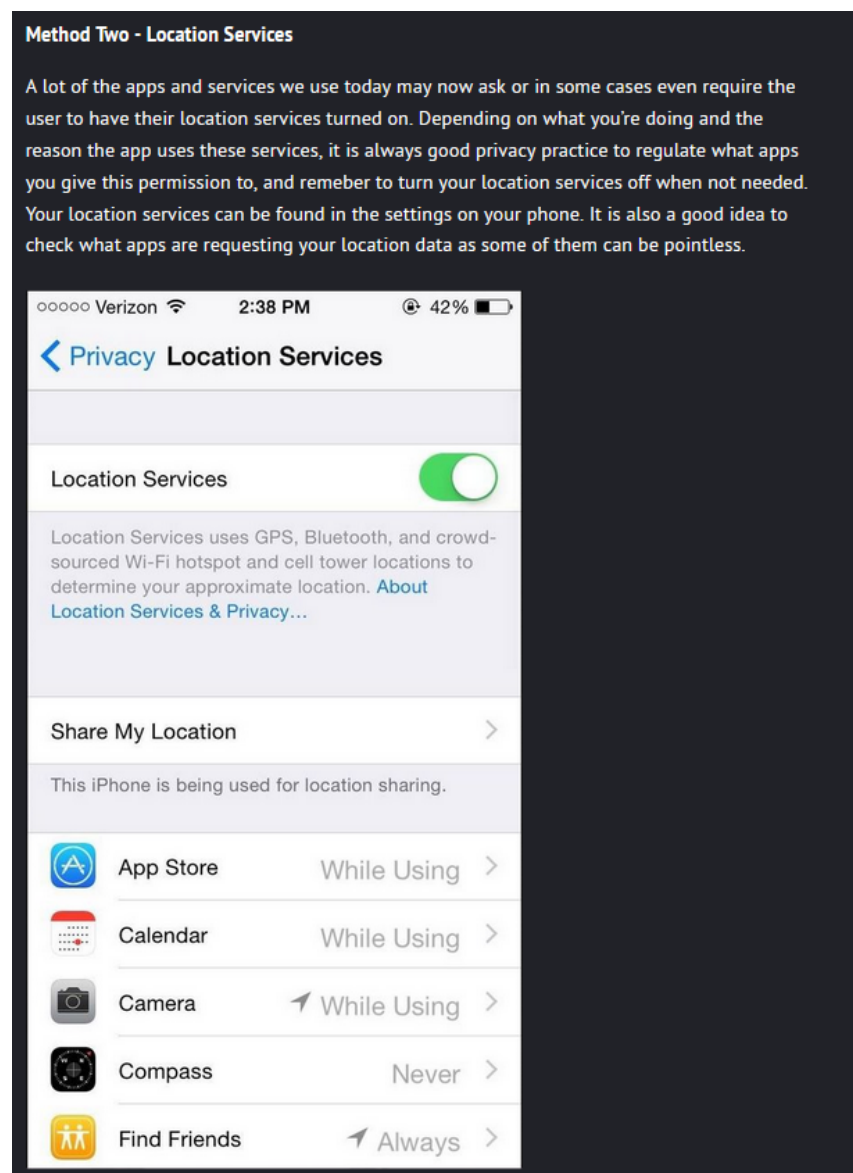 Method Two - Location Services
A lot of the apps and services we use today may now ask or in some cases even require the
user to have their location services turned on. Depending on what you're doing and the
reason the app uses these services, it is always good privacy practice to regulate what apps
you give this permission to, and remeber to turn your location services off when not needed.
Your location services can be found in the settings on your phone. It is also a good idea to
check what apps are requesting your location data as some of them can be pointless.
Verizon 2:38 PM 42%
Privacy Location Services
Location Services
Location Services uses GPS, Bluetooth, and crowd-
sourced Wi-Fi hotspot and cell tower locations to
determine your approximate location. About
Location Services & Privacy...
Share My Location
This iPhone is being used for location sharing.
App Store While Using
Calendar While Using
Camera While Using
Compass Never
Find Friends Always